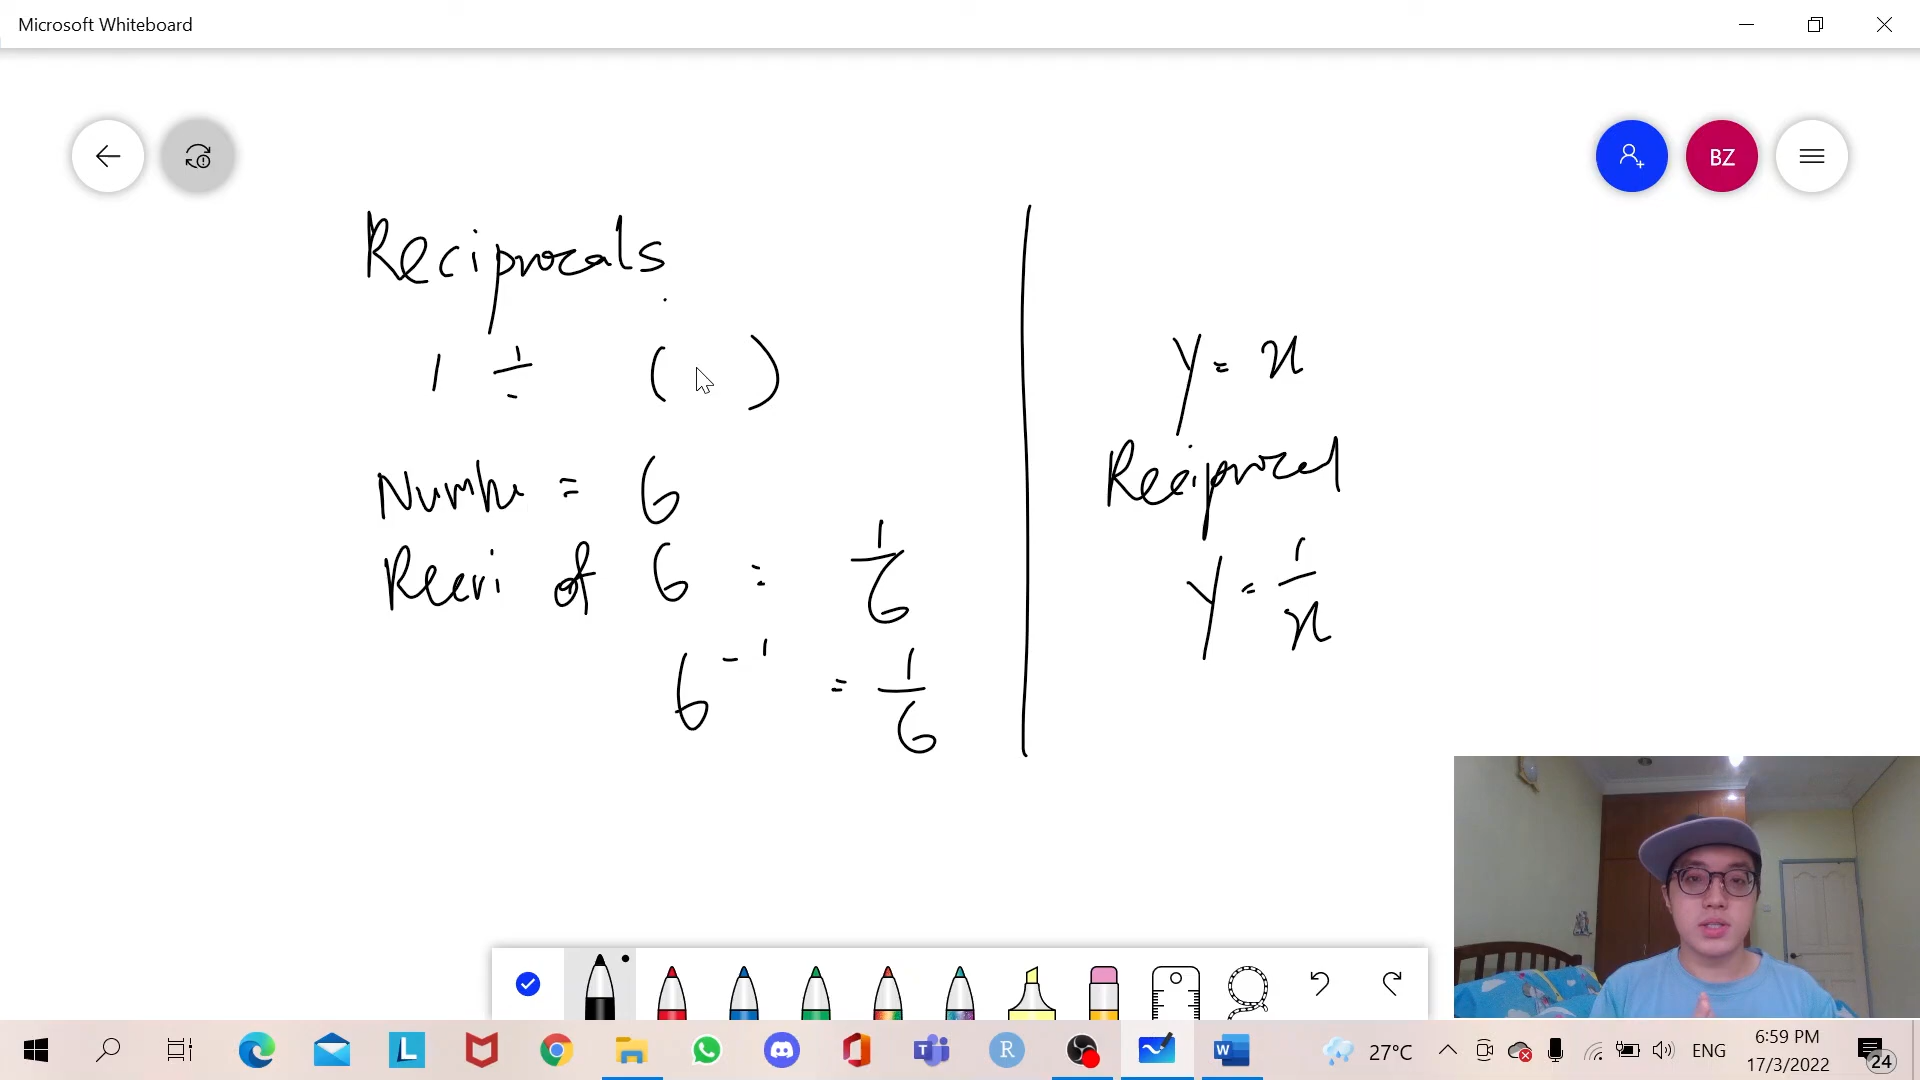 Microsoft Whiteboard
BZ
Reciprocals
1 ÷ ( )
Numbe = 6
Reci of 6 = 1/6
6^-1 = 1/6
y = x
Reciprocal
y = 1/x
27°C
ENG
6:59 PM
17/3/2022
24